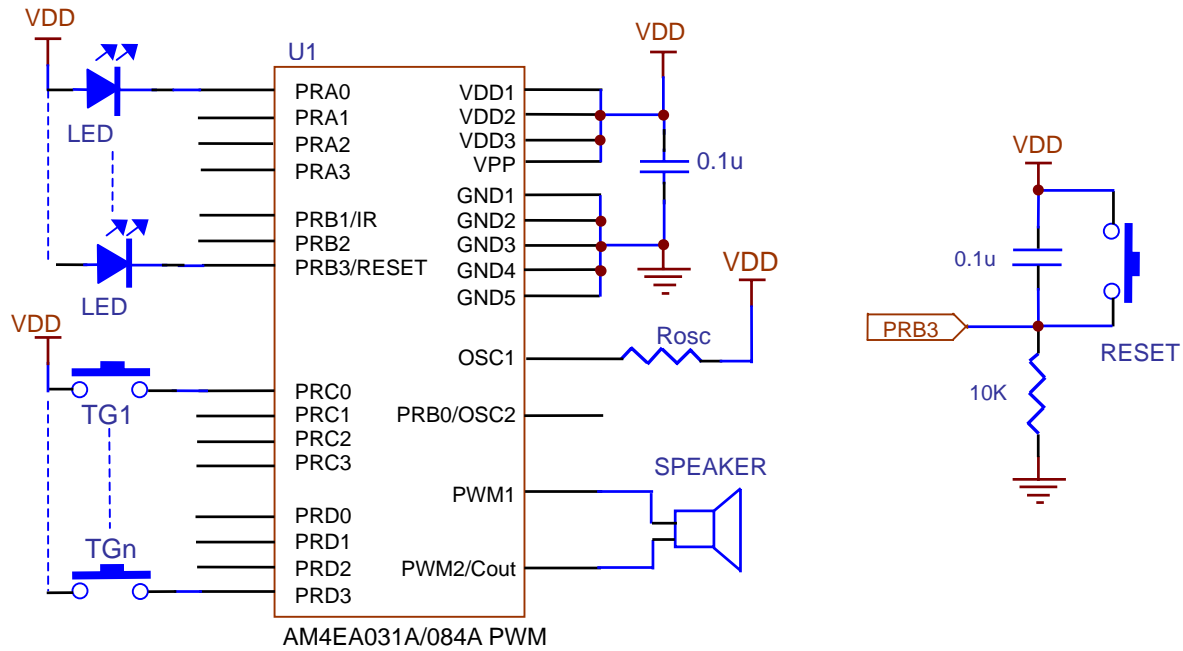 VDD
LED
LED
VDD
TG1
TGn
U1
PRA0
PRA1
PRA2
PRA3
PRB1/IR
PRB2
PRB3/RESET
PRC0
PRC1
PRC2
PRC3
PRD0
PRD1
PRD2
PRD3
VDD1
VDD2
VDD3
VPP
GND1
GND2
GND3
GND4
GND5
OSC1
PRB0/OSC2
PWM1
PWM2/Cout
AM4EA031A/084A PWM
VDD
0.1u
VDD
Rosc
SPEAKER
VDD
0.1u
PRB3
RESET
10K